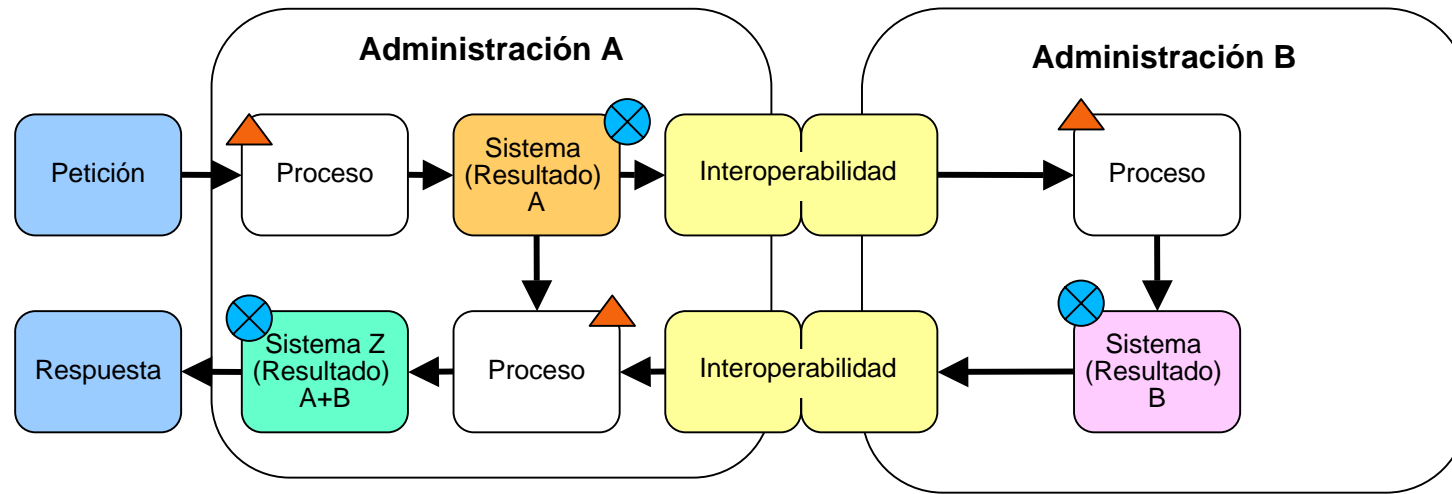 Administración A
Administración B
Petición
Proceso
Sistema
(Resultado)
A
Interoperabilidad
Proceso
Respuesta
Sistema Z
(Resultado)
A+B
Proceso
Interoperabilidad
Sistema
(Resultado)
B